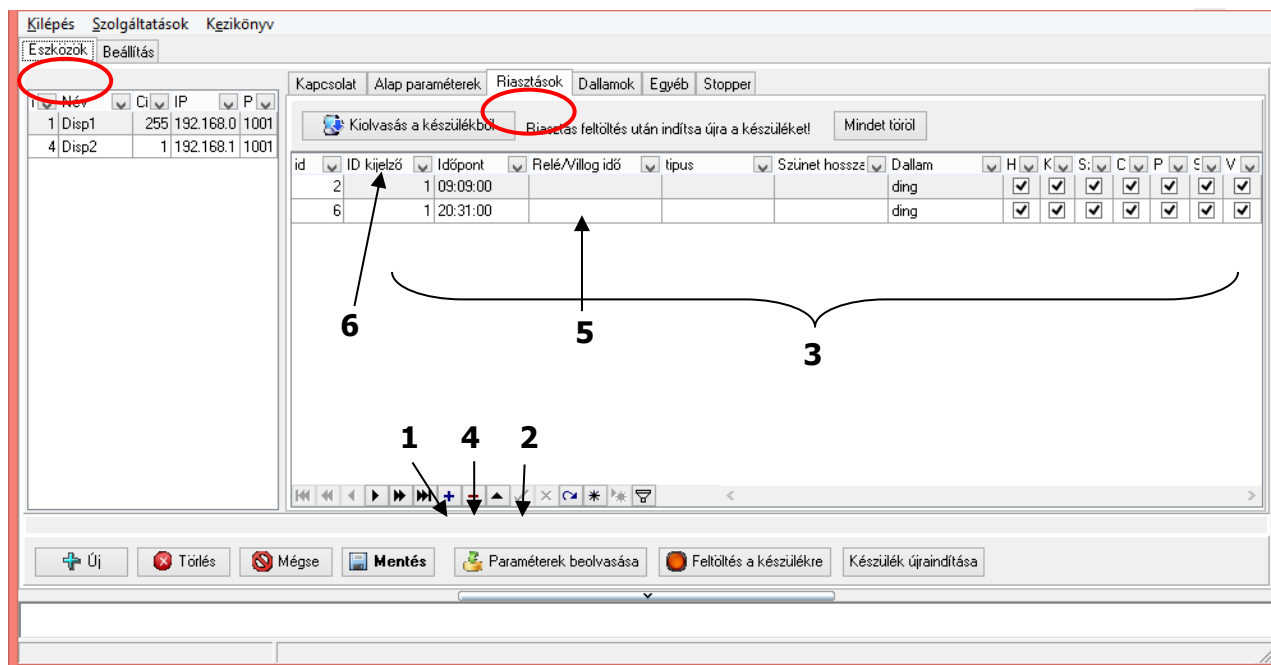 Kilépés Szolgáltatások Kezikönyv
Eszközök Beállítás
Kapcsolat Alap paraméterek Riasztások Dallamok Egyéb Stopper
Név Ci IP P
1 Disp1 255 192.168.0 1001
4 Disp2 1 192.168.1 1001
Kiolvasás a készülékből Riasztás feltöltés után indítsa újra a készüléket! Mindet töröl
id ID kijelző Időpont Relé/Villog idő tipus Szünet hossza Dallam H K S: C P S V
2 1 09:09:00 ding
6 1 20:31:00 ding
6 5 3
1 4 2
Új Törlés Mégse Mentés Paraméterek beolvasása Feltöltés a készülékre Készülék újraindítása